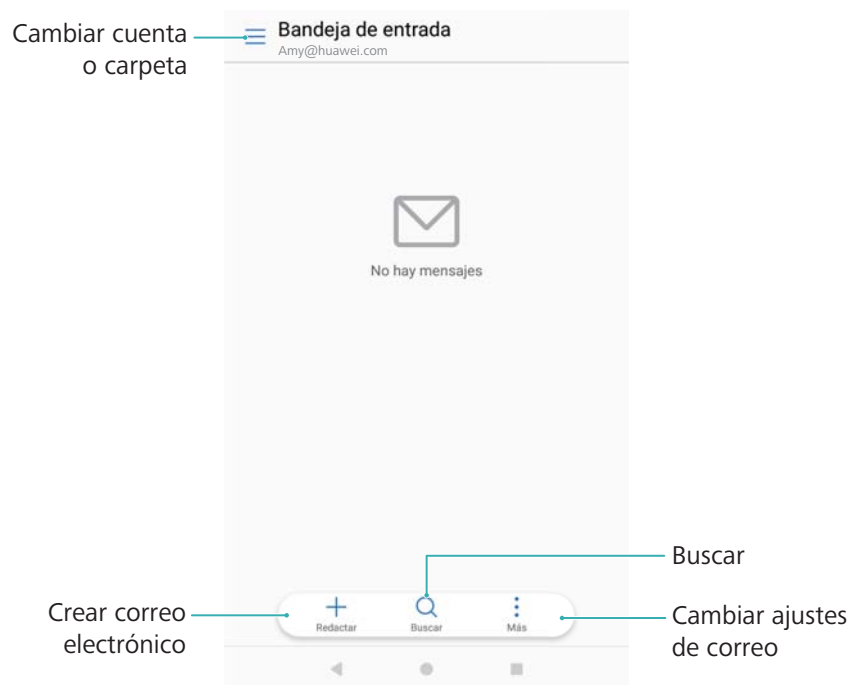 Cambiar cuenta
o carpeta
Bandeja de entrada
Amy@huawei.com
No hay mensajes
Buscar
Crear correo
electrónico
Redactar
Buscar
Más
Cambiar ajustes
de correo